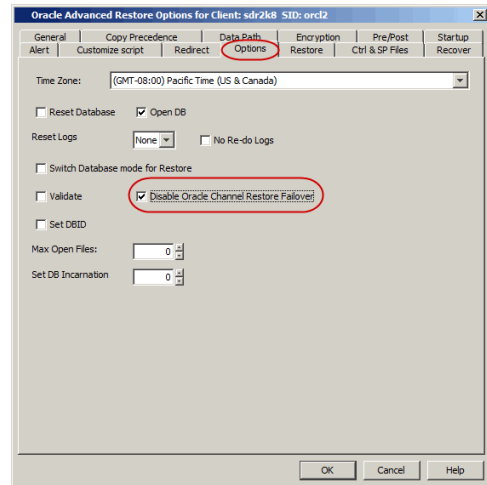 Oracle Advanced Restore Options for Client: sdr2k8 SID: orcl2
General Copy Precedence Data Path Encryption Pre/Post Startup
Alert Customize script Redirect Options Restore Ctrl & SP Files Recover
Time Zone: (GMT-08:00) Pacific Time (US & Canada)
Reset Database Open DB
Reset Logs None No Re-do Logs
Switch Database mode for Restore
Validate Disable Oracle Channel Restore Failover
Set DBID
Max Open Files: 0
Set DB Incarnation 0
OK Cancel Help